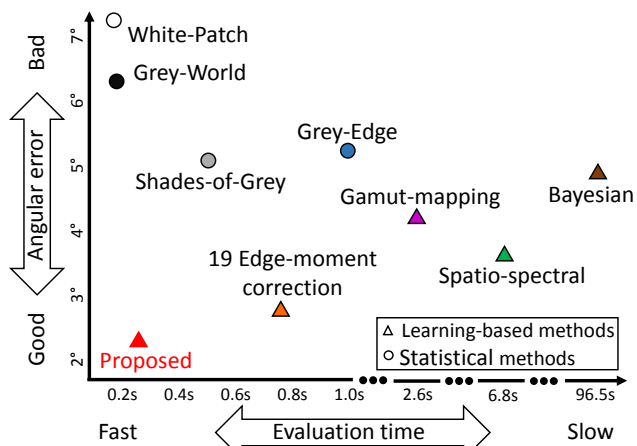 Bad
Angular error
Good
7°
6°
5°
4°
3°
2°
White-Patch
Grey-World
Grey-Edge
Shades-of-Grey
Gamut-mapping
Bayesian
19 Edge-moment
correction
Spatio-spectral
Proposed
Learning-based methods
Statistical methods
0.2s 0.4s 0.6s 0.8s 1.0s 2.6s 6.8s 96.5s
Fast Evaluation time Slow